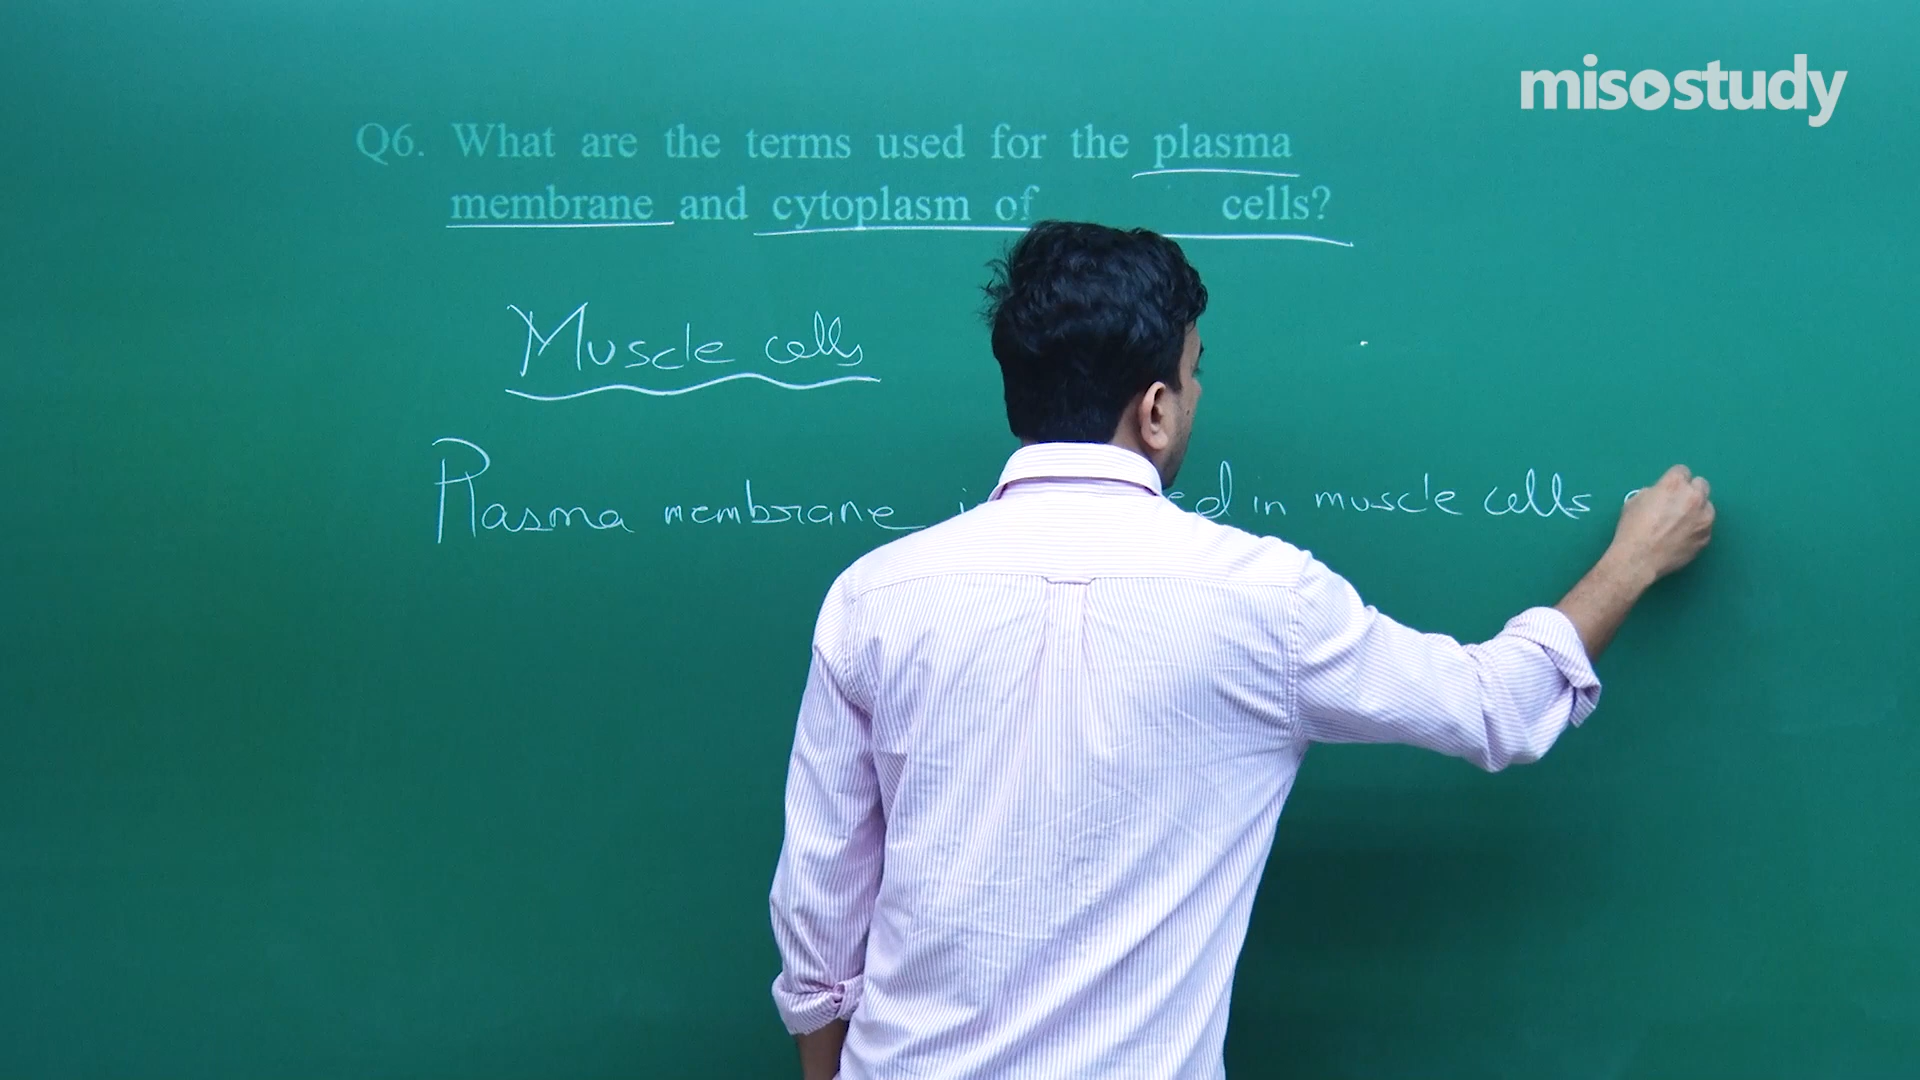 misostudy
Q6. What are the terms used for the plasma
membrane and cytoplasm of cells?
Muscle cells
Plasma membrane in muscle cells